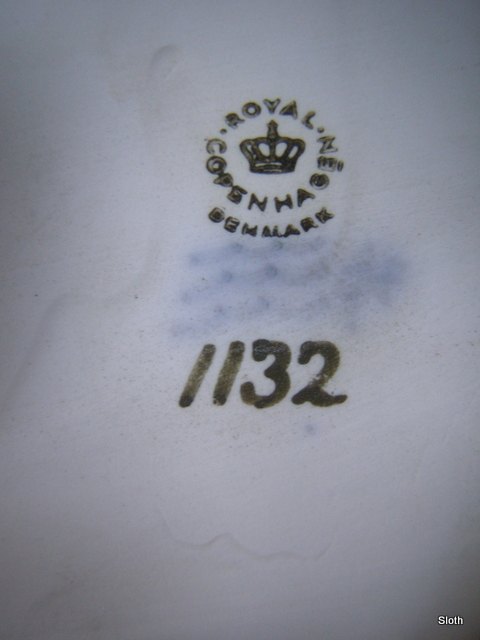 ROYAL
COPENHAGEN
DENMARK
1132
Sloth